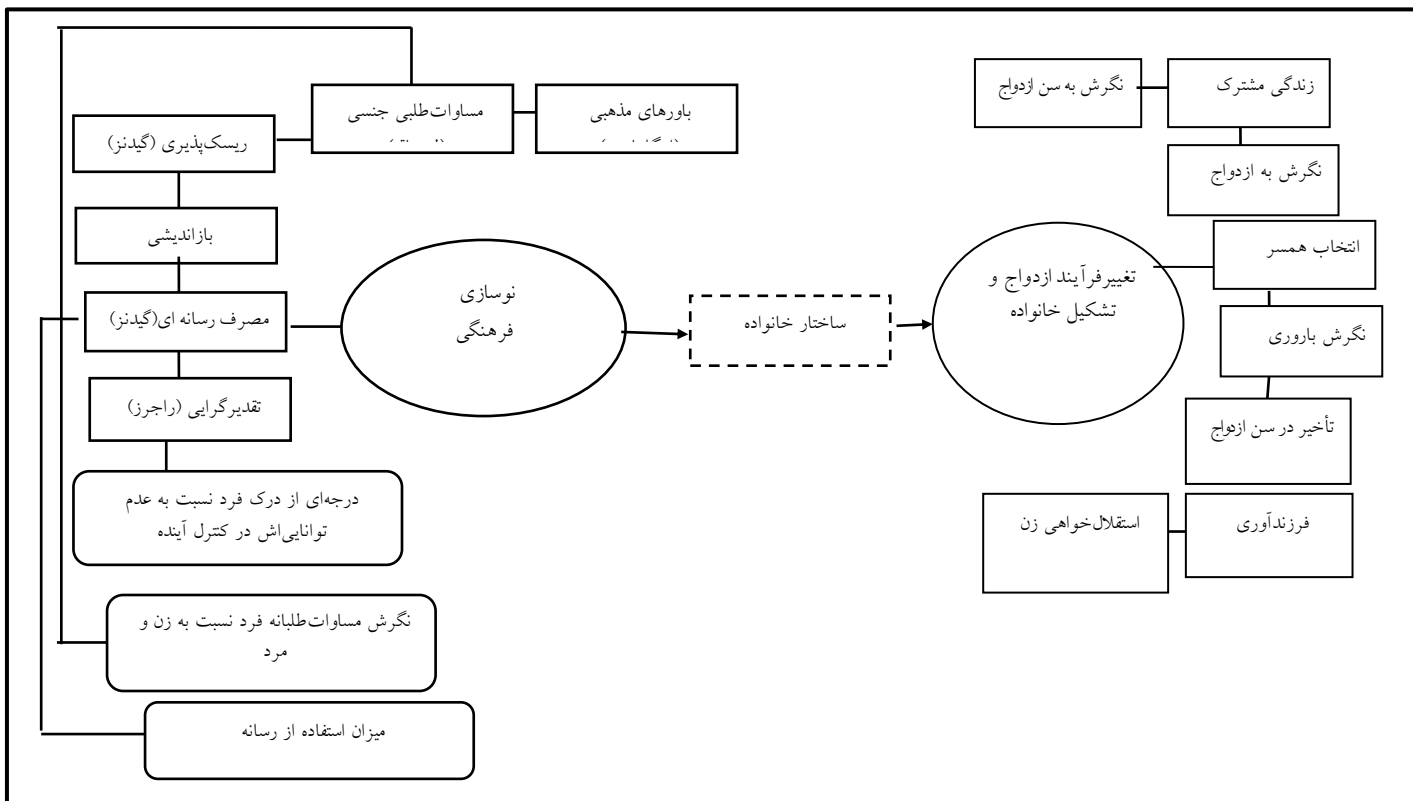 زندگی مشترک
نگرش به سن ازدواج
باورهای مذهبی
مساوات‌طلبی جنسی
ریسک‌پذیری (گیدنز)
نگرش به ازدواج
بازاندیشی
انتخاب همسر
نوسازی
فرهنگی
تغییرفرآیند ازدواج و
تشکیل خانواده
ساختار خانواده
مصرف رسانه ای(گیدنز)
نگرش باروری
تقدیرگرایی (راجرز)
تأخیر در سن ازدواج
درجه‌ای از درک فرد نسبت به عدم
توانایی‌اش در کنترل آینده
فرزندآوری
استقلال‌خواهی زن
نگرش مساوات‌طلبانه فرد نسبت به زن و
مرد
میزان استفاده از رسانه